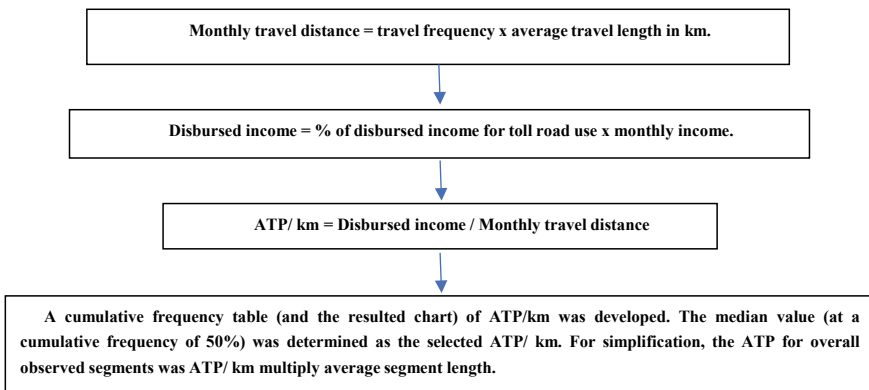 Monthly travel distance = travel frequency x average travel length in km.
Disbursed income = % of disbursed income for toll road use x monthly income.
ATP/ km = Disbursed income / Monthly travel distance
A cumulative frequency table (and the resulted chart) of ATP/km was developed. The median value (at a
cumulative frequency of 50%) was determined as the selected ATP/ km. For simplification, the ATP for overall
observed segments was ATP/ km multiply average segment length.